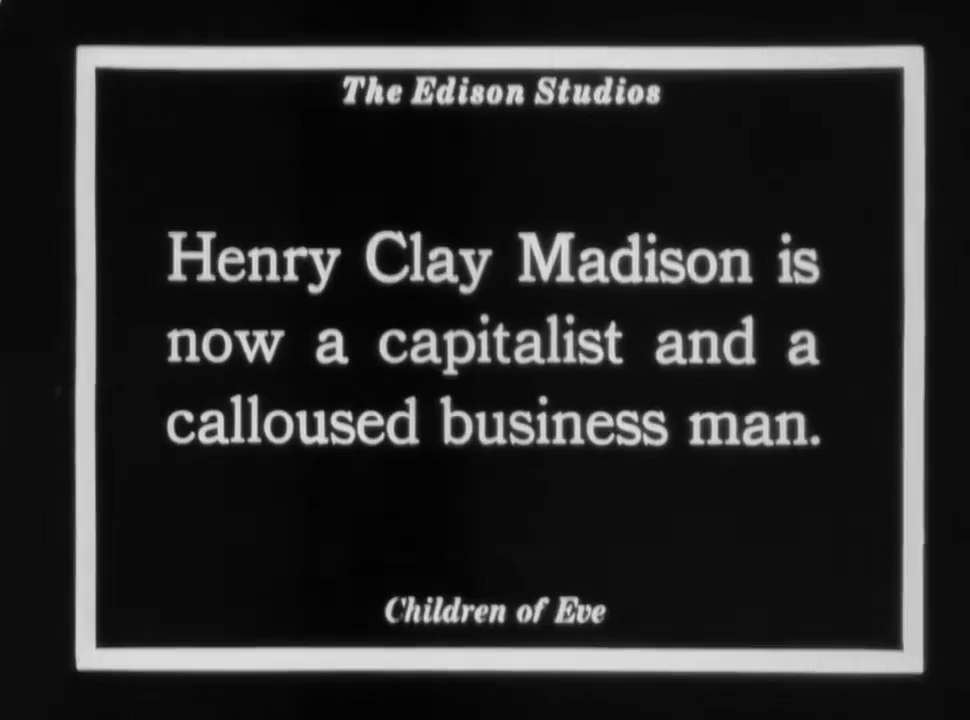 The Edison Studios
Henry Clay Madison is
now a capitalist and a
calloused business man.
Children of Eve